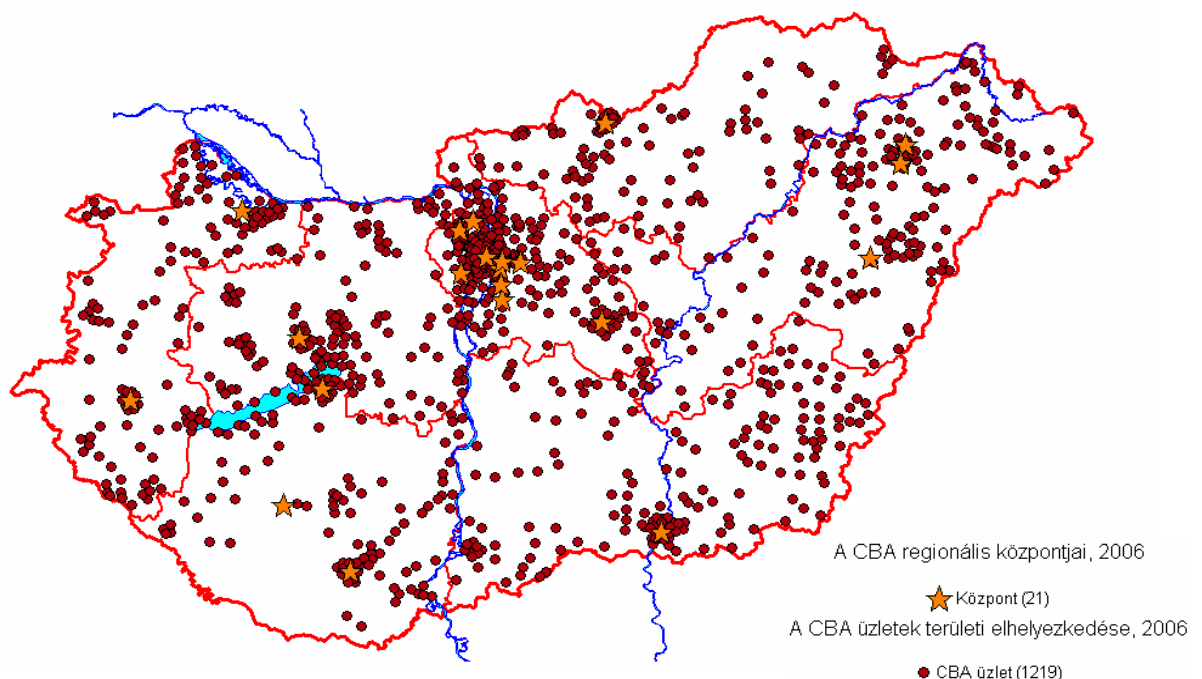 A CBA regionális központjai, 2006
Központ (21)
A CBA üzletek területi elhelyezkedése, 2006
CBA üzlet (1219)